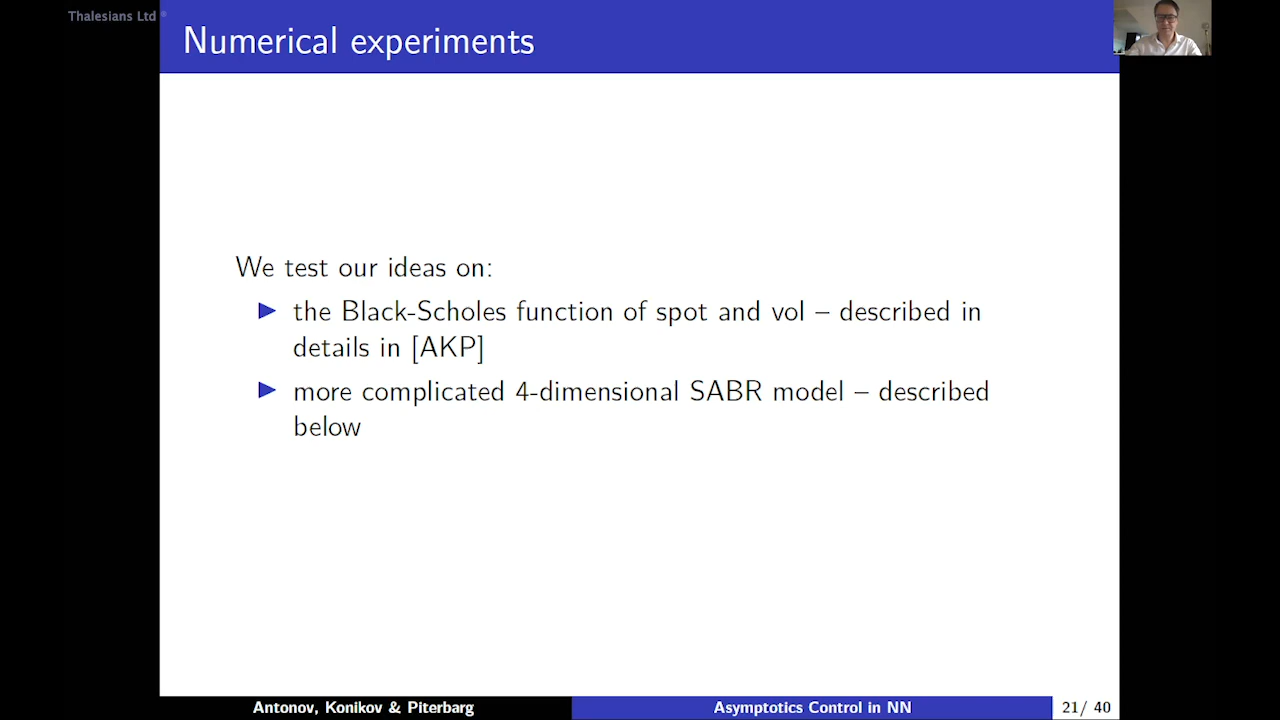 Thalesians Ltd
Numerical experiments
We test our ideas on:
▶ the Black-Scholes function of spot and vol – described in
details in [AKP]
▶ more complicated 4-dimensional SABR model – described
below
Antonov, Konikov & Piterbarg
Asymptotics Control in NN
21/ 40